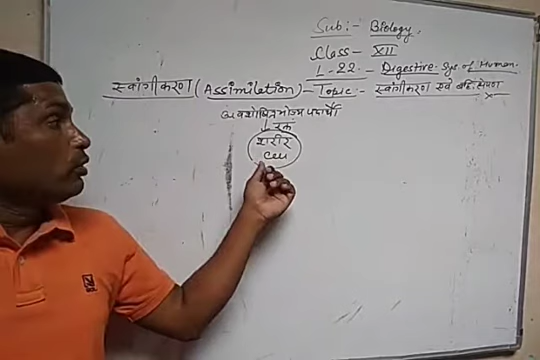 Sub:- Biology.
Class- XII
L-22- Digestive Sys. of Human.
स्वांगीकरण (Assimilation) - Topic - स्वांगीकरण एवं बहिःक्षेपण
अवशोषित भोज्य पदार्थो
↓ रक्त
शरीर
Cell